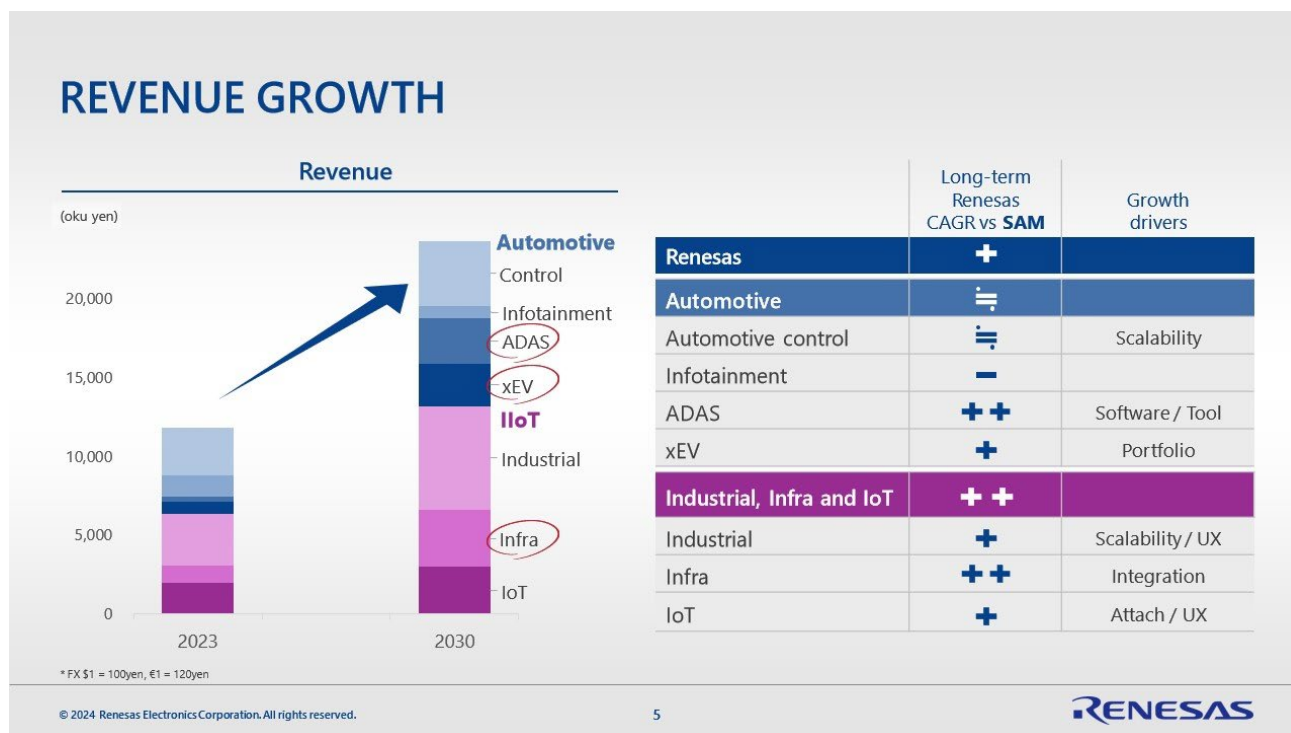 REVENUE GROWTH
Revenue
(oku yen)
20,000
15,000
10,000
5,000
0
2023
2030
Automotive
Control
Infotainment
ADAS
xEV
IIoT
Industrial
Infra
IoT
* FX $1 = 100yen, €1 = 120yen
Long-term
Renesas
CAGR vs SAM
Growth
drivers
Renesas +
Automotive ≒
Automotive control ≒ Scalability
Infotainment −
ADAS ++ Software / Tool
xEV + Portfolio
Industrial, Infra and IoT ++
Industrial + Scalability / UX
Infra ++ Integration
IoT + Attach / UX
© 2024 Renesas Electronics Corporation. All rights reserved.
5
RENESAS